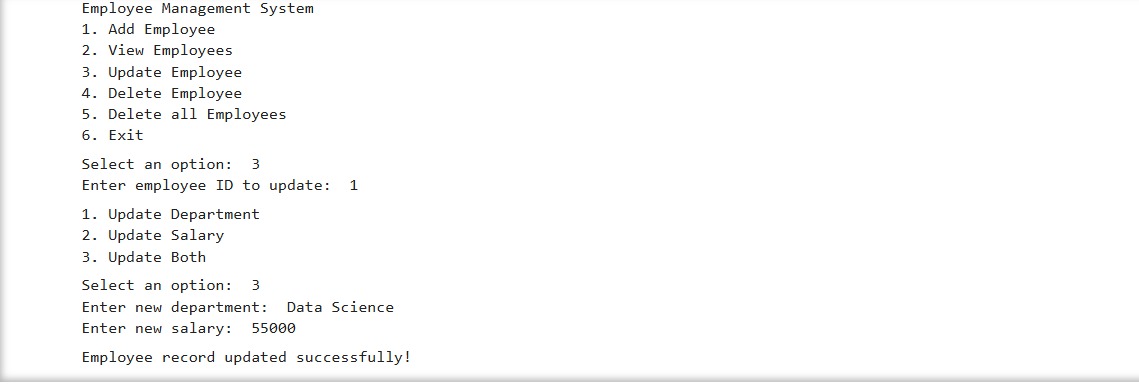 Employee Management System
1. Add Employee
2. View Employees
3. Update Employee
4. Delete Employee
5. Delete all Employees
6. Exit
Select an option:  3
Enter employee ID to update:  1
1. Update Department
2. Update Salary
3. Update Both
Select an option:  3
Enter new department:  Data Science
Enter new salary:  55000
Employee record updated successfully!